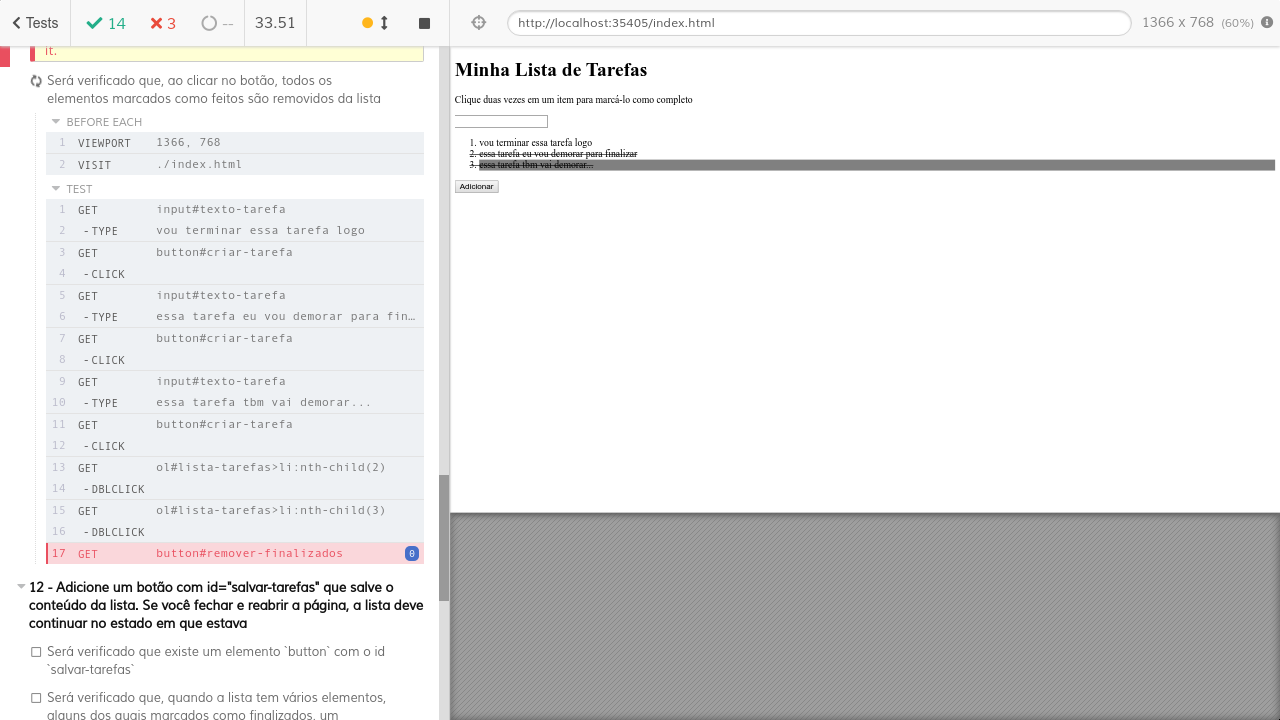 Tests
14
3
--
33.51
http://localhost:35405/index.html
1366 x 768 (60%)
it.
Será verificado que, ao clicar no botão, todos os
elementos marcados como feitos são removidos da lista
BEFORE EACH
1 VIEWPORT 1366, 768
2 VISIT ./index.html
TEST
1 GET input#texto-tarefa
2 -TYPE vou terminar essa tarefa logo
3 GET button#criar-tarefa
4 -CLICK
5 GET input#texto-tarefa
6 -TYPE essa tarefa eu vou demorar para fin…
7 GET button#criar-tarefa
8 -CLICK
9 GET input#texto-tarefa
10 -TYPE essa tarefa tbm vai demorar...
11 GET button#criar-tarefa
12 -CLICK
13 GET ol#lista-tarefas>li:nth-child(2)
14 -DBLCLICK
15 GET ol#lista-tarefas>li:nth-child(3)
16 -DBLCLICK
17 GET button#remover-finalizados 0
12 - Adicione um botão com id="salvar-tarefas" que salve o
conteúdo da lista. Se você fechar e reabrir a página, a lista deve
continuar no estado em que estava
Será verificado que existe um elemento `button` com o id
`salvar-tarefas`
Será verificado que, quando a lista tem vários elementos,
alguns dos quais marcados como finalizados, um
Minha Lista de Tarefas
Clique duas vezes em um item para marcá-lo como completo
1. vou terminar essa tarefa logo
2. essa tarefa eu vou demorar para finalizar
3. essa tarefa tbm vai demorar...
Adicionar